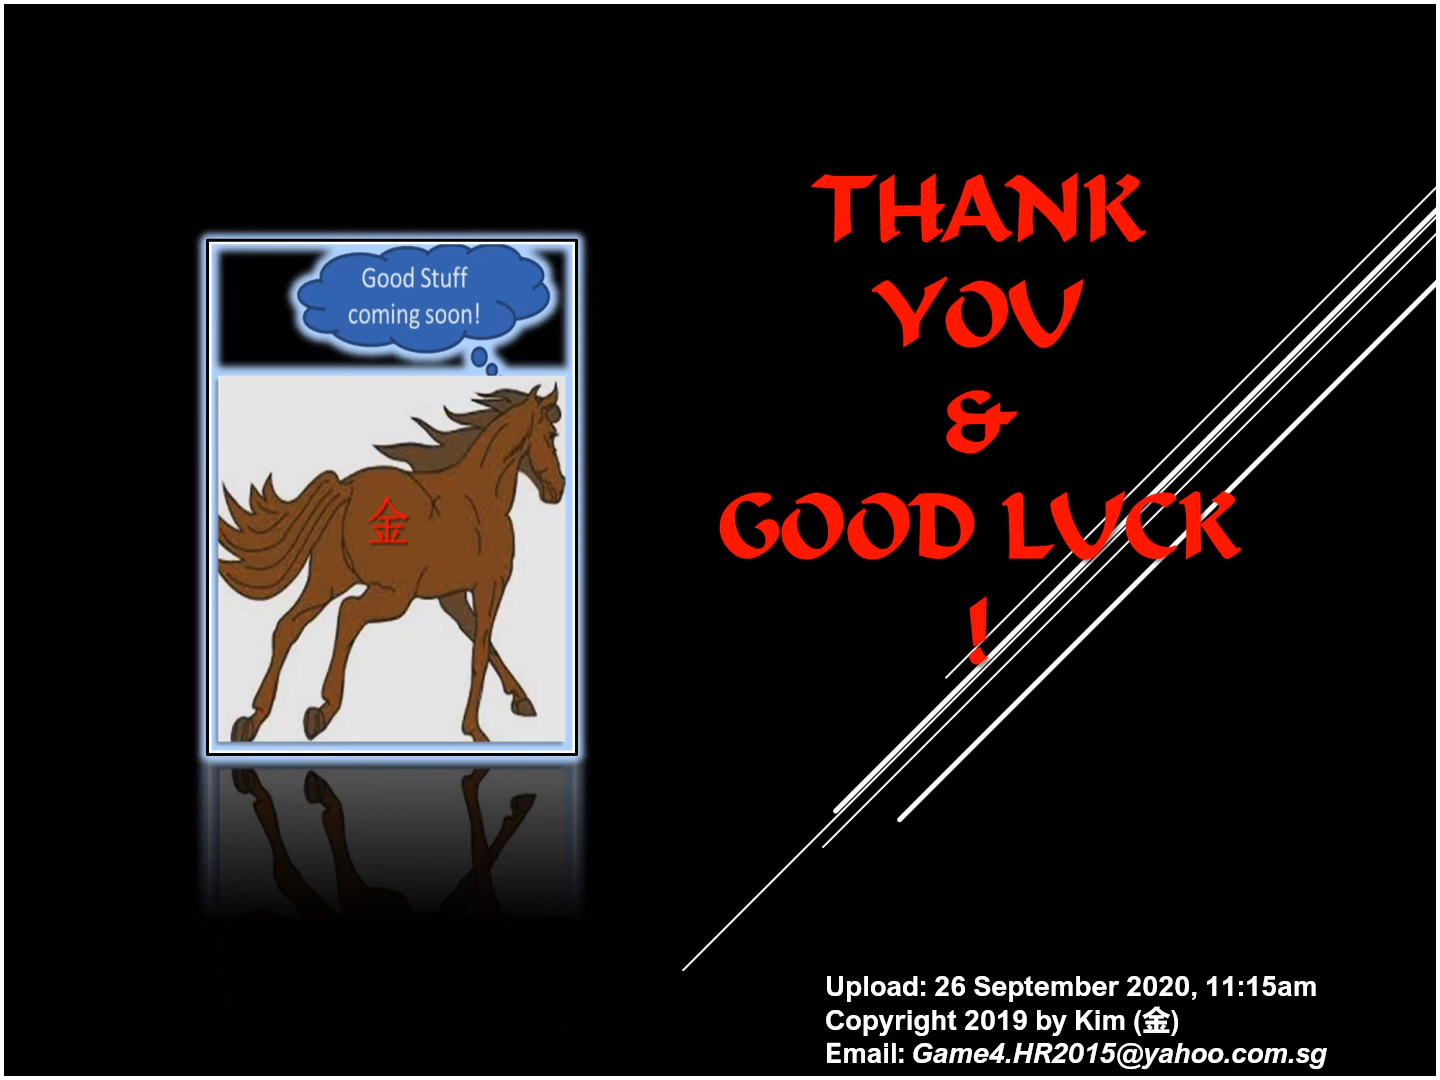 Good Stuff
coming soon!
金
THANK
YOU
&
GOOD LUCK
!
Upload: 26 September 2020, 11:15am
Copyright 2019 by Kim (金)
Email: Game4.HR2015@yahoo.com.sg